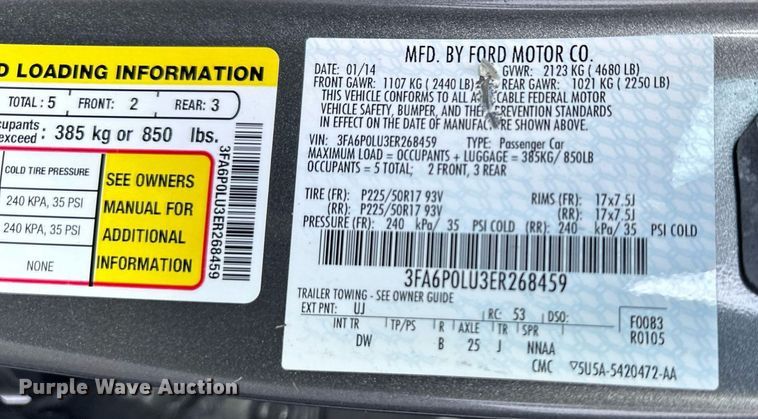 D LOADING INFORMATION
TOTAL: 5 FRONT: 2 REAR: 3
cupants
exceed: 385 kg or 850 lbs.
COLD TIRE PRESSURE
240 KPA, 35 PSI
240 KPA, 35 PSI
NONE
SEE OWNERS
MANUAL FOR
ADDITIONAL
INFORMATION
3FA6P0LU3ER268459
MFD. BY FORD MOTOR CO.
DATE: 01/14 GVWR: 2123 KG (4680 LB)
FRONT GAWR: 1107 KG (2440 LB) REAR GAWR: 1021 KG (2250 LB)
THIS VEHICLE CONFORMS TO ALL CABLE FEDERAL MOTOR
VEHICLE SAFETY, BUMPER, AND THE VENTION STANDARDS
IN EFFECT ON THE DATE OF MANUFAC RE SHOWN ABOVE.
VIN: 3FA6P0LU3ER268459 TYPE: Passenger Car
MAXIMUM LOAD = OCCUPANTS + LUGGAGE = 385KG/850LB
OCCUPANTS = 5 TOTAL; 2 FRONT, 3 REAR
TIRE (FR): P225/50R17 93V RIMS (FR): 17x7.5J
(RR): P225/50R17 93V (RR): 17x7.5J
PRESSURE (FR): 240 kPa/ 35 PSI COLD (RR): 240 kPa/ 35 PSI COLD
3FA6P0LU3ER268459
TRAILER TOWING - SEE OWNER GUIDE
EXT PNT: UJ RC: 53 DSO:
F0083
R0105
INT TR TP/PS R AXLE TR SPR
DW B 25 J NNAA
CMC 5U5A-5420472-AA
Purple Wave Auction